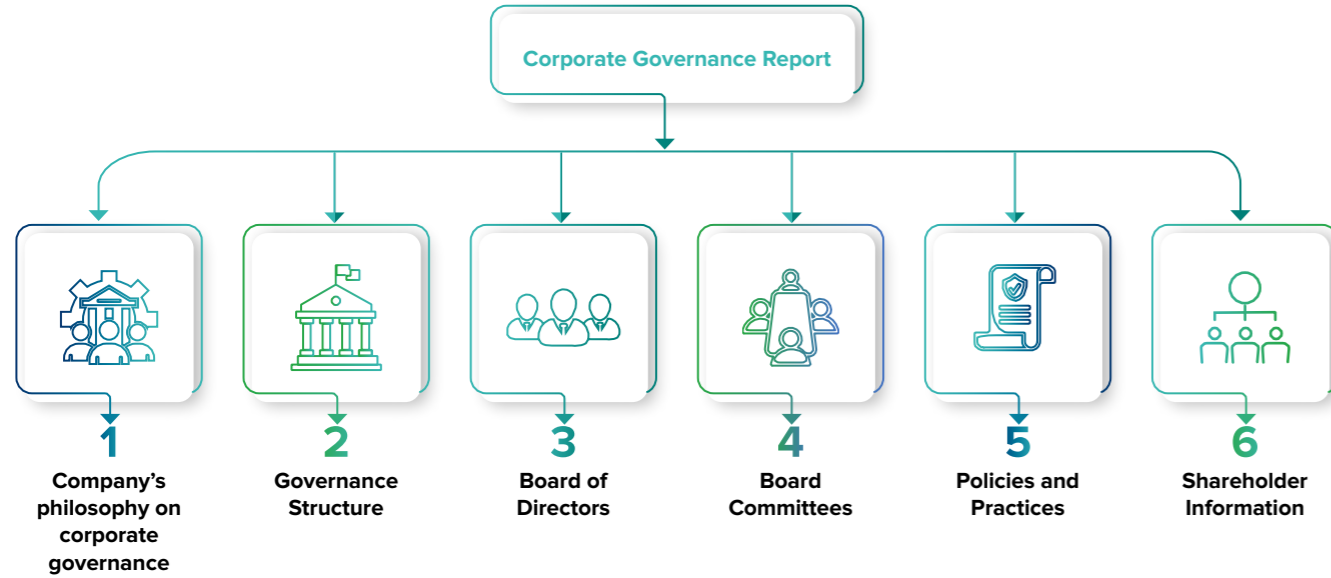 Corporate Governance Report
1
Company’s
philosophy on
corporate
governance
2
Governance
Structure
3
Board of
Directors
4
Board
Committees
5
Policies and
Practices
6
Shareholder
Information